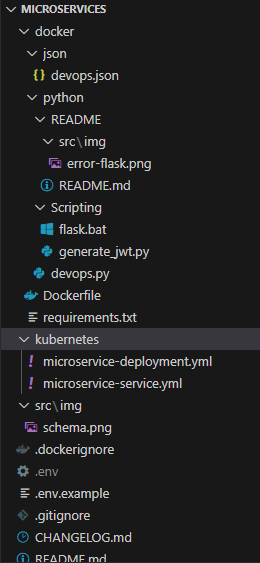 MICROSERVICES
docker
json
{} devops.json
python
README
src\img
error-flask.png
README.md
Scripting
flask.bat
generate_jwt.py
devops.py
Dockerfile
requirements.txt
kubernetes
! microservice-deployment.yml
! microservice-service.yml
src\img
schema.png
.dockerignore
.env
.env.example
.gitignore
CHANGELOG.md
README.md